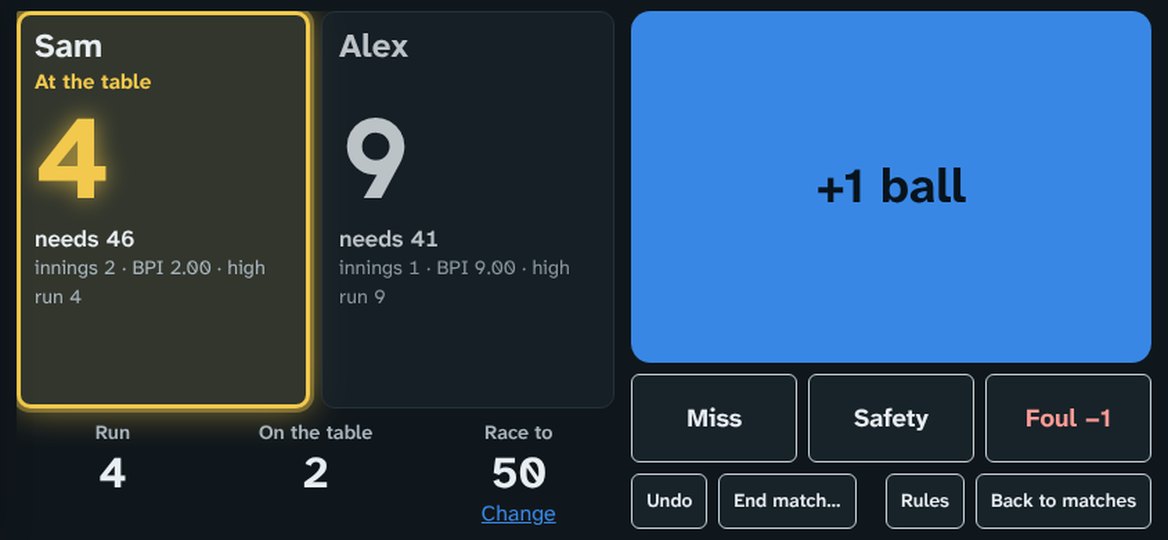 Sam
At the table
4
needs 46
innings 2 · BPI 2.00 · high
run 4
Alex
9
needs 41
innings 1 · BPI 9.00 · high
run 9
Run
4
On the table
2
Race to
50
Change
+1 ball
Miss
Safety
Foul −1
Undo
End match…
Rules
Back to matches